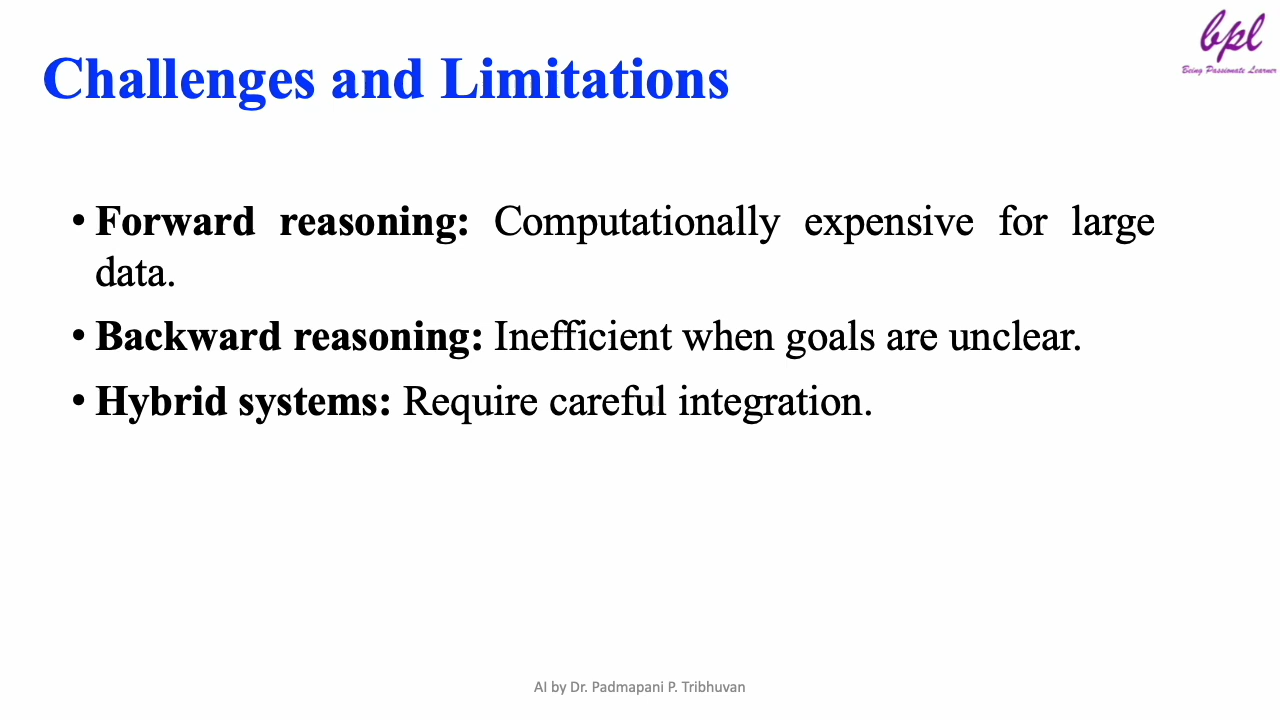 bpl
Being Passionate Learner
Challenges and Limitations
• Forward reasoning: Computationally expensive for large
data.
• Backward reasoning: Inefficient when goals are unclear.
• Hybrid systems: Require careful integration.
AI by Dr. Padmapani P. Tribhuvan